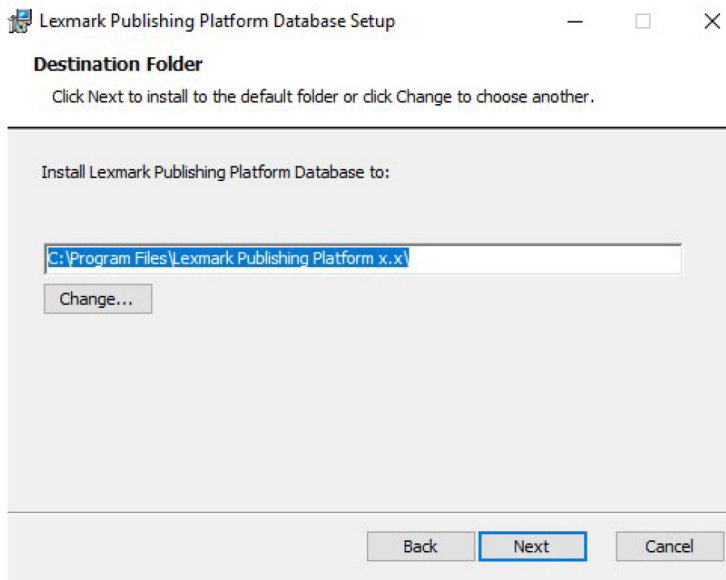 Lexmark Publishing Platform Database Setup
Destination Folder
Click Next to install to the default folder or click Change to choose another.
Install Lexmark Publishing Platform Database to:
C:\Program Files\Lexmark Publishing Platform x.x\
Change...
Back Next Cancel